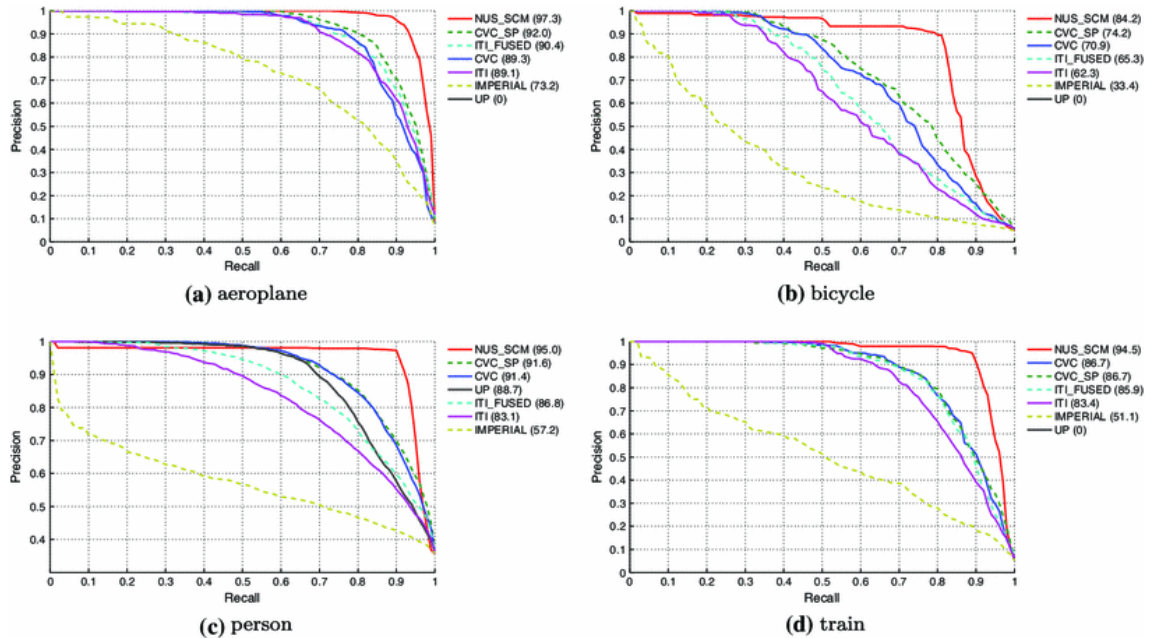 1
0.9
0.8
0.7
0.6
0.5
0.4
0.3
0.2
0.1
0
Precision
0 0.1 0.2 0.3 0.4 0.5 0.6 0.7 0.8 0.9 1
Recall
NUS_SCM (97.3)
CVC_SP (92.0)
ITI_FUSED (90.4)
CVC (89.3)
ITI (89.1)
IMPERIAL (73.2)
UP (0)
(a) aeroplane
1
0.9
0.8
0.7
0.6
0.5
0.4
0.3
0.2
0.1
0
Precision
0 0.1 0.2 0.3 0.4 0.5 0.6 0.7 0.8 0.9 1
Recall
NUS_SCM (84.2)
CVC_SP (74.2)
CVC (70.9)
ITI_FUSED (65.3)
ITI (62.3)
IMPERIAL (33.4)
UP (0)
(b) bicycle
1
0.9
0.8
0.7
0.6
0.5
0.4
Precision
0 0.1 0.2 0.3 0.4 0.5 0.6 0.7 0.8 0.9 1
Recall
NUS_SCM (95.0)
CVC_SP (91.6)
CVC (91.4)
UP (88.7)
ITI_FUSED (86.8)
ITI (83.1)
IMPERIAL (57.2)
(c) person
1
0.9
0.8
0.7
0.6
0.5
0.4
0.3
0.2
0.1
0
Precision
0 0.1 0.2 0.3 0.4 0.5 0.6 0.7 0.8 0.9 1
Recall
NUS_SCM (94.5)
CVC (86.7)
CVC_SP (86.7)
ITI_FUSED (85.9)
ITI (83.4)
IMPERIAL (51.1)
UP (0)
(d) train